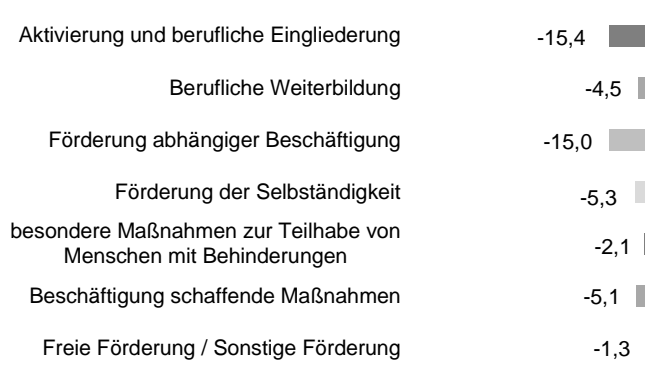 Aktivierung und berufliche Eingliederung -15,4
Berufliche Weiterbildung -4,5
Förderung abhängiger Beschäftigung -15,0
Förderung der Selbständigkeit -5,3
besondere Maßnahmen zur Teilhabe von
Menschen mit Behinderungen -2,1
Beschäftigung schaffende Maßnahmen -5,1
Freie Förderung / Sonstige Förderung -1,3